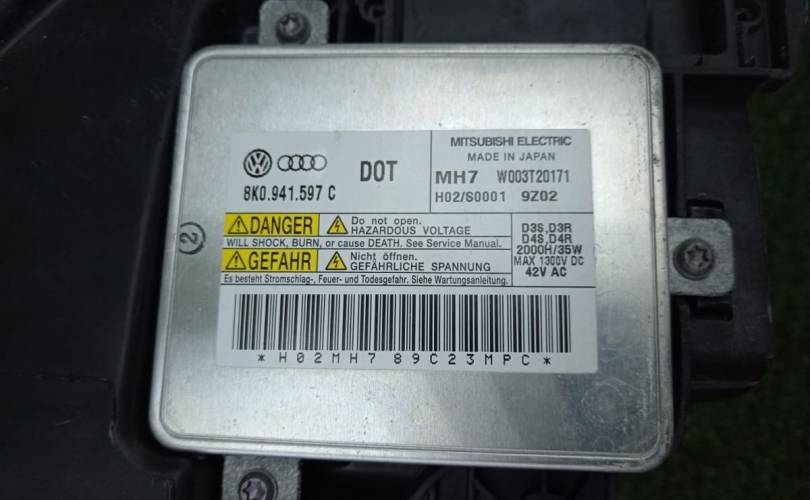 8K0.941.597 C
DOT
MITSUBISHI ELECTRIC
MADE IN JAPAN
MH7 W003T20171
H02/S0001 9Z02
DANGER
Do not open.
HAZARDOUS VOLTAGE
WILL SHOCK, BURN, or cause DEATH. See Service Manual.
GEFAHR
Nicht öffnen.
GEFÄHRLICHE SPANNUNG
Es besteht Stromschlag-, Feuer- und Todesgefahr. Siehe Wartungsanleitung.
D3S,D3R
D4S,D4R
2000H/35W
MAX 1300V DC
42V AC
*H02MH789C23MPC*
2